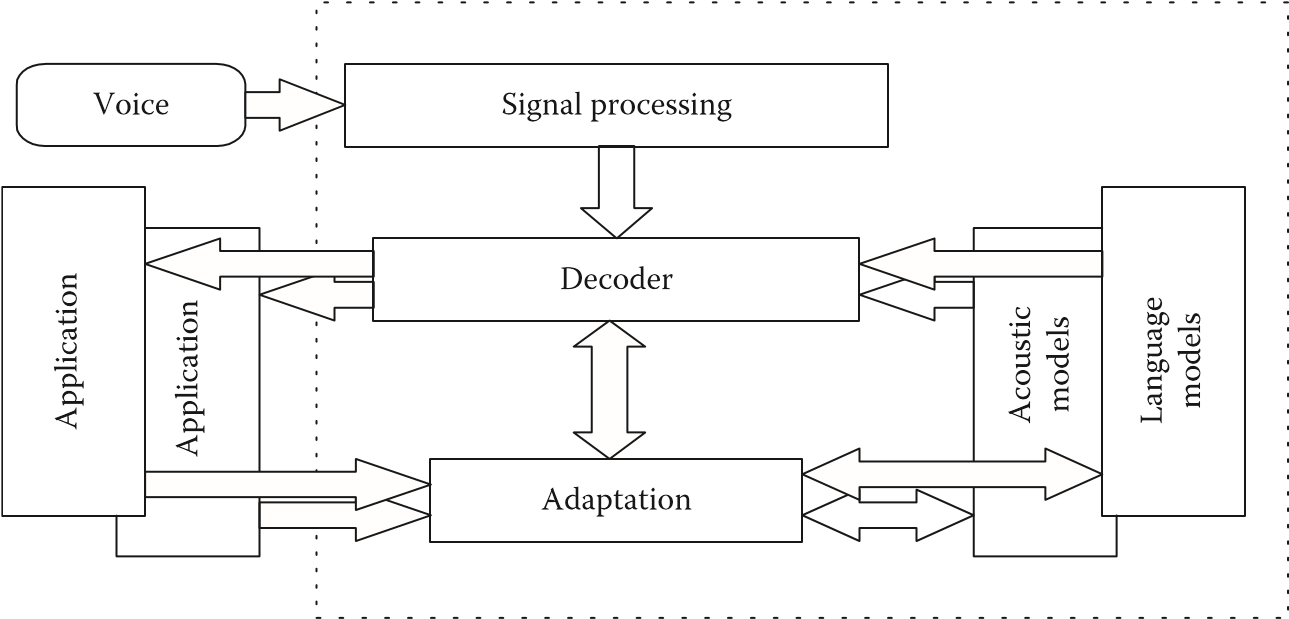 Voice
Signal processing
Decoder
Application
Application
Acoustic
models
Language
models
Adaptation